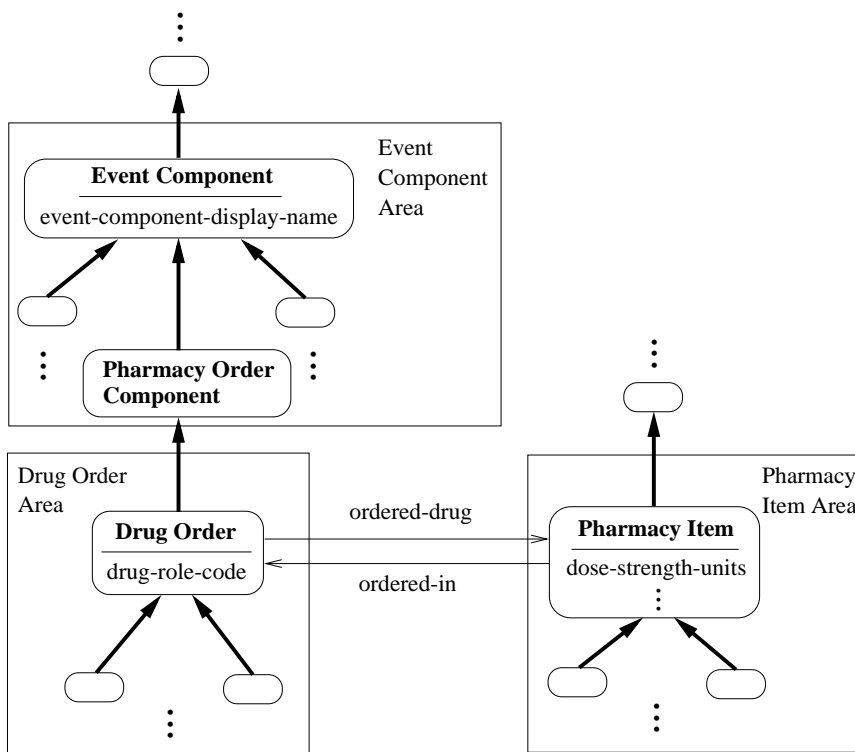 Event
Component
Area
Event Component
event-component-display-name
Pharmacy Order
Component
Drug Order
Area
Drug Order
drug-role-code
ordered-drug
ordered-in
Pharmacy
Item Area
Pharmacy Item
dose-strength-units